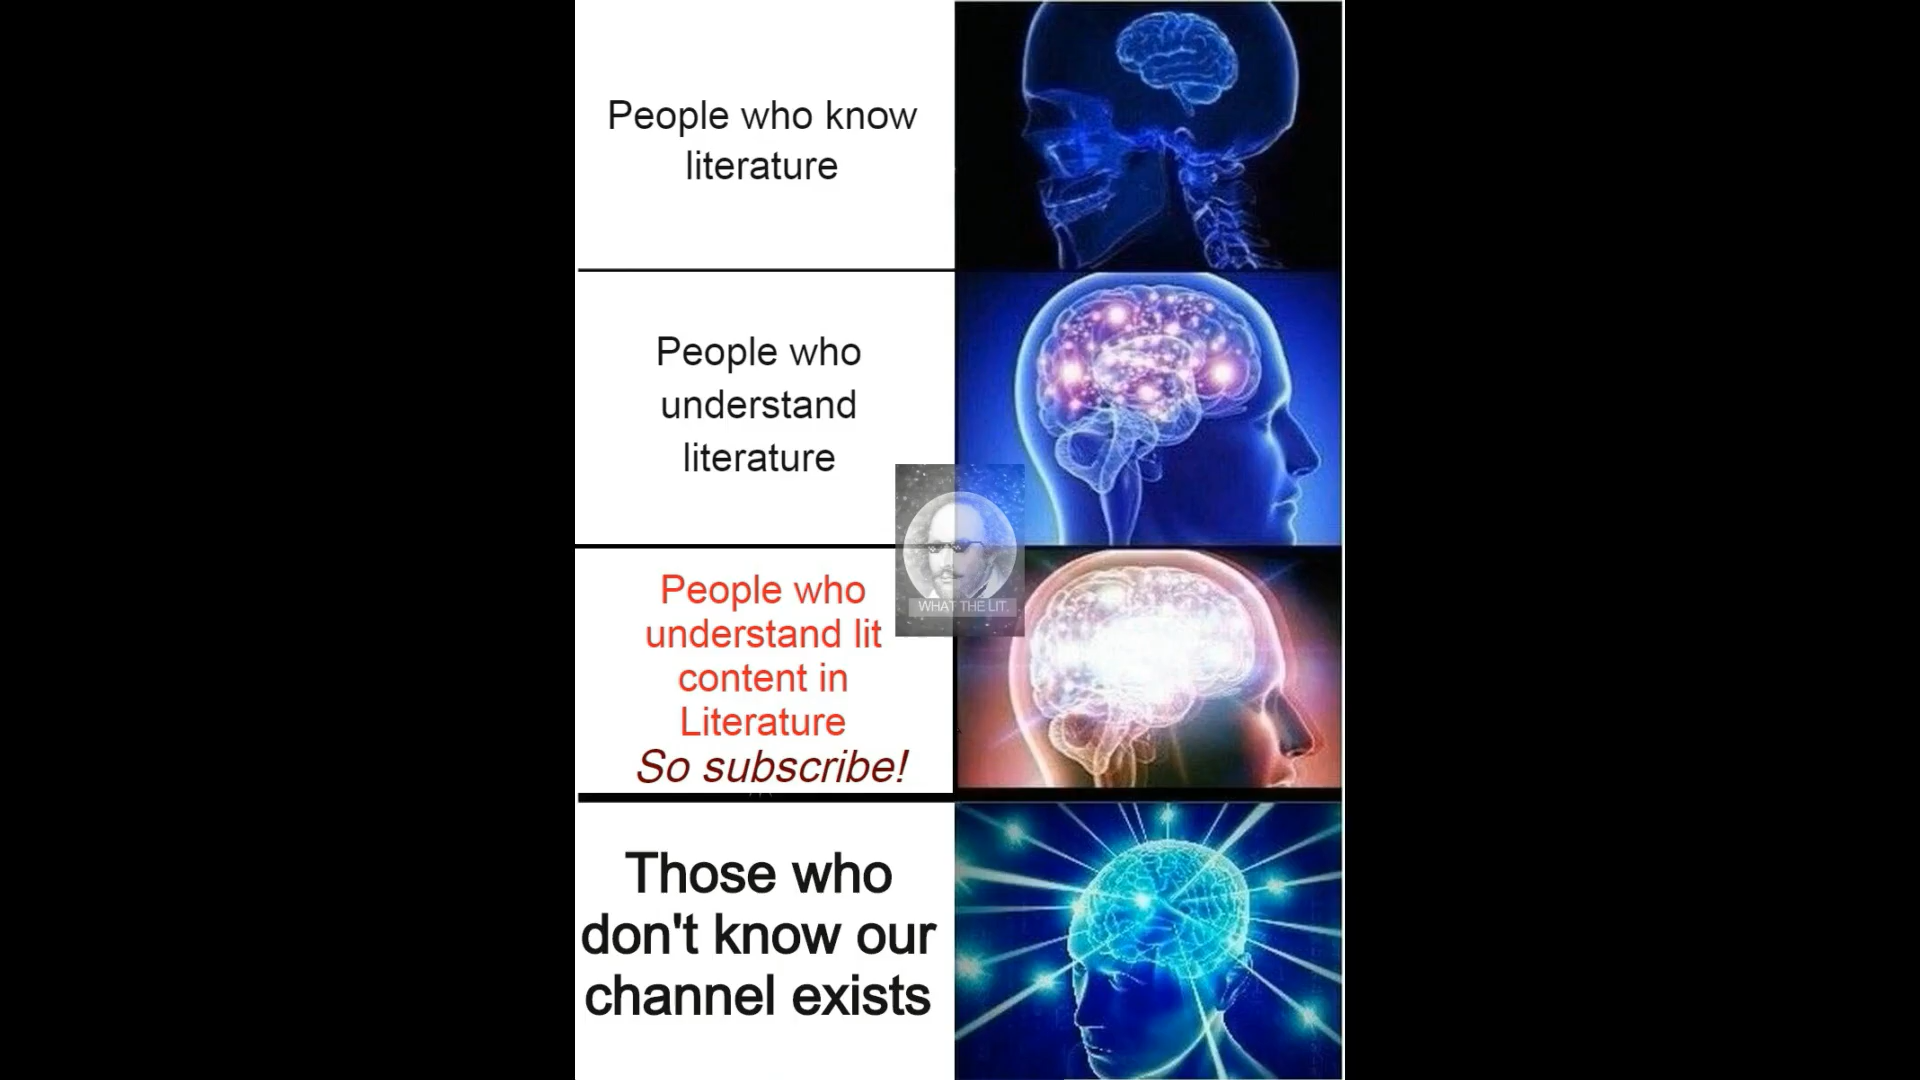 People who know
literature
People who
understand
literature
WHAT THE LIT.
People who
understand lit
content in
Literature
So subscribe!
Those who
don't know our
channel exists